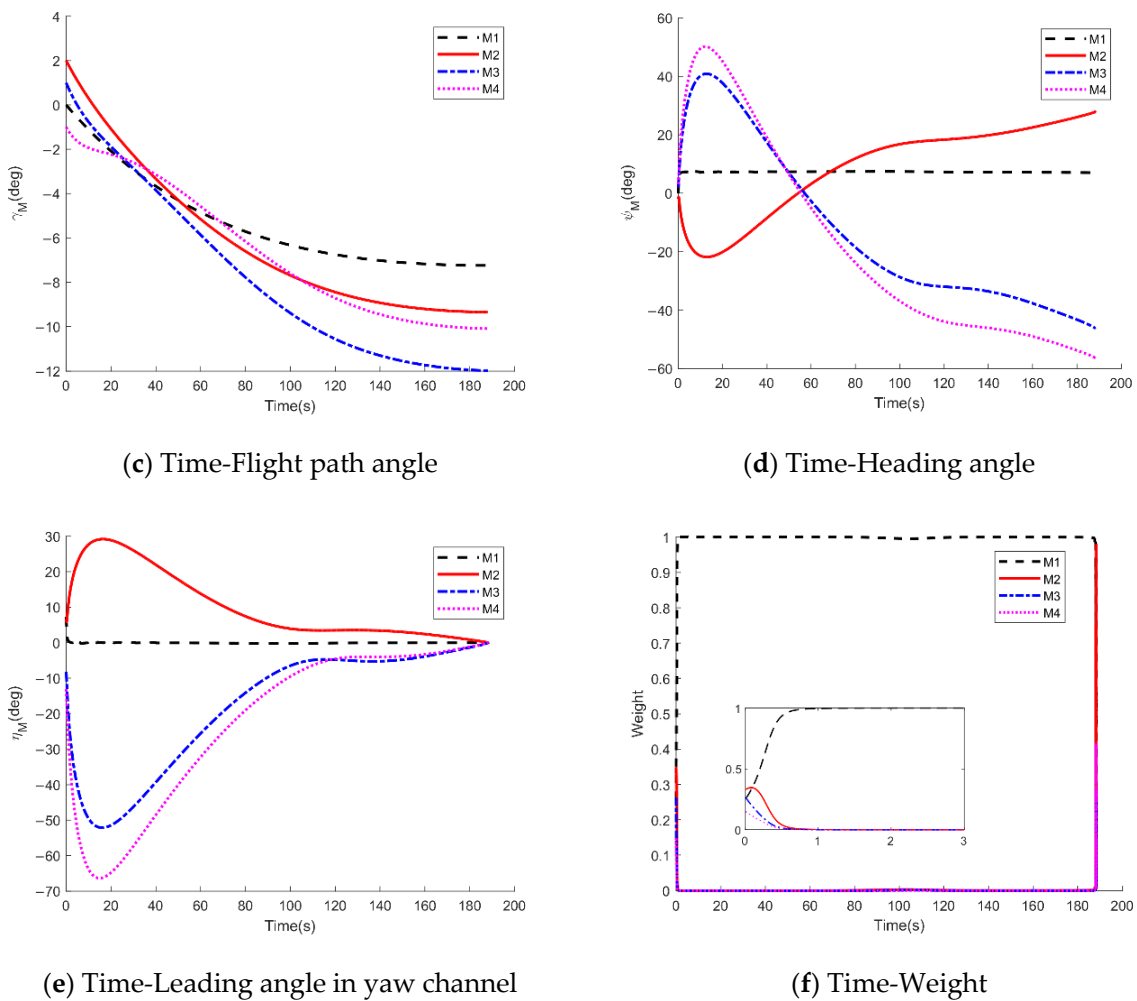 2
0
−2
−4
−6
−8
−10
−12
γ_M(deg)
0 20 40 60 80 100 120 140 160 180 200
Time(s)
M1
M2
M3
M4
(c) Time-Flight path angle
60
40
20
0
−20
−40
−60
ψ_M(deg)
0 20 40 60 80 100 120 140 160 180 200
Time(s)
M1
M2
M3
M4
(d) Time-Heading angle
30
20
10
0
−10
−20
−30
−40
−50
−60
−70
η_M(deg)
0 20 40 60 80 100 120 140 160 180 200
Time(s)
M1
M2
M3
M4
(e) Time-Leading angle in yaw channel
1
0.9
0.8
0.7
0.6
0.5
0.4
0.3
0.2
0.1
0
Weight
0 20 40 60 80 100 120 140 160 180 200
Time(s)
M1
M2
M3
M4
1
0.5
0
0 1 2 3
(f) Time-Weight